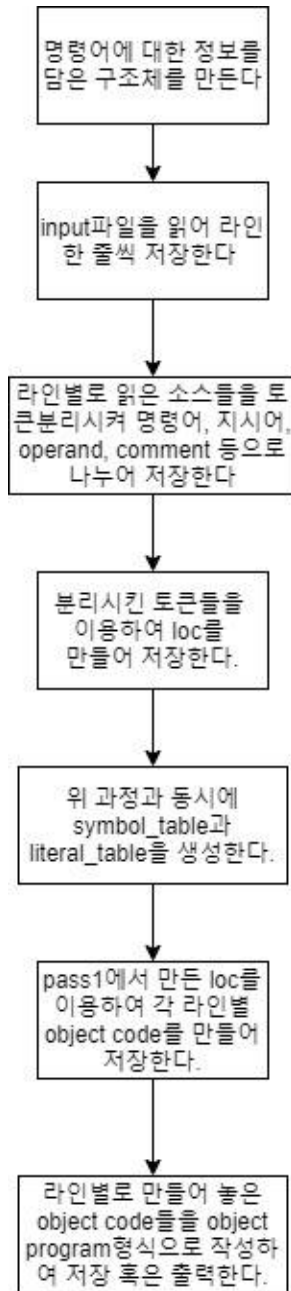 명령어에 대한 정보를
담은 구조체를 만든다
input파일을 읽어 라인
한 줄씩 저장한다
라인별로 읽은 소스들을 토
큰분리시켜 명령어, 지시어,
operand, comment 등으로
나누어 저장한다
분리시킨 토큰들을
이용하여 loc를
만들어 저장한다.
위 과정과 동시에
symbol_table과
literal_table을 생성한다.
pass1에서 만든 loc를
이용하여 각 라인별
object code를 만들어
저장한다.
라인별로 만들어 놓은
object code들을 object
program형식으로 작성하
여 저장 혹은 출력한다.